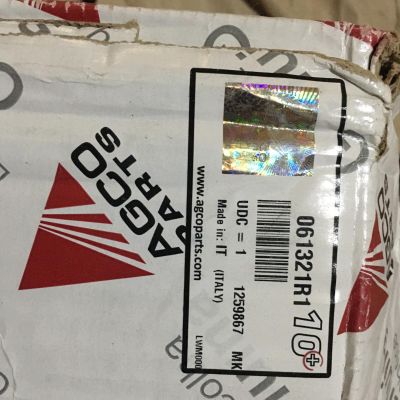 AGCO
PARTS
061321R1
10+
UDC = 1 1259867 MK
Made in: IT (ITALY)
www.agcoparts.com